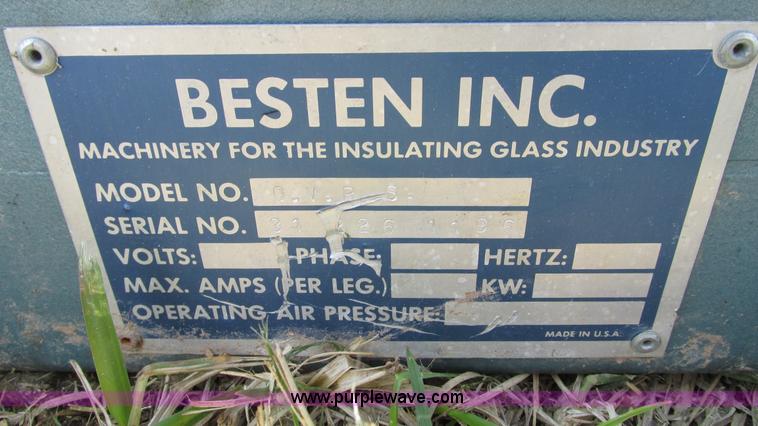 BESTEN INC.
MACHINERY FOR THE INSULATING GLASS INDUSTRY
MODEL NO.
SERIAL NO.
VOLTS: PHASE: HERTZ:
MAX. AMPS (PER LEG.) KW:
OPERATING AIR PRESSURE:
MADE IN U.S.A.
www.purplewave.com